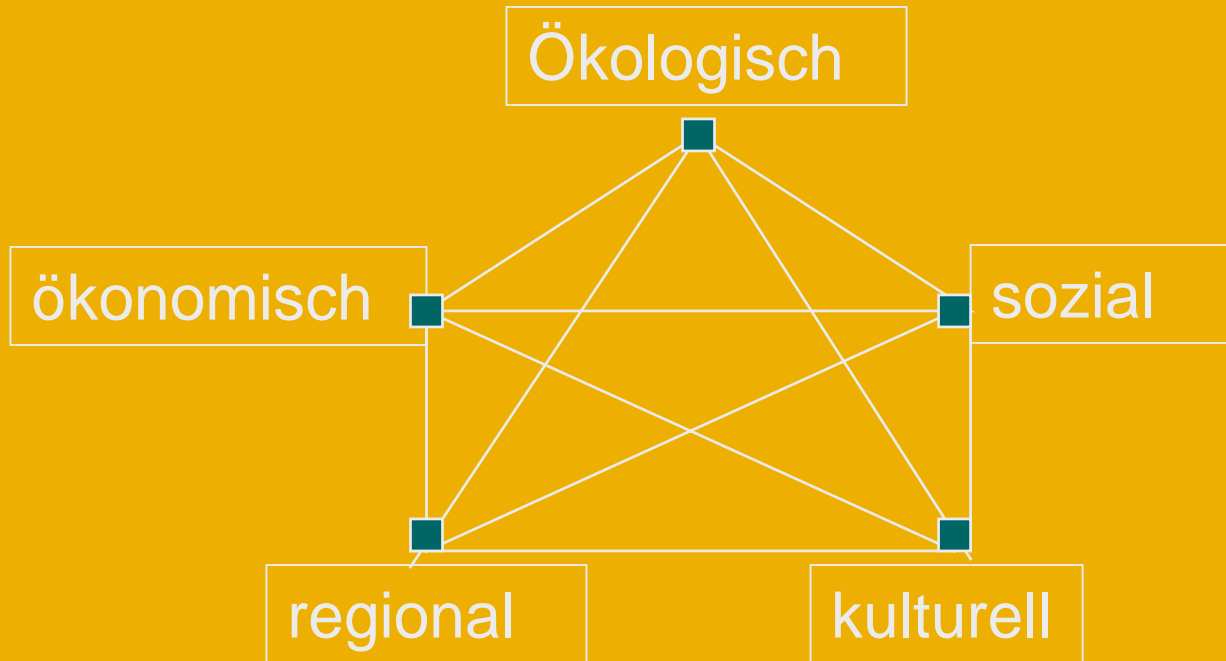 Ökologisch
ökonomisch
sozial
regional
kulturell